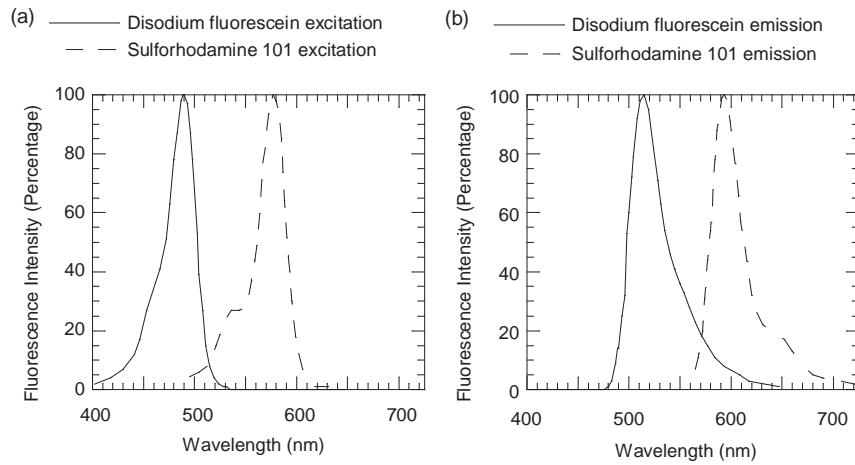 (a)
Disodium fluorescein excitation
Sulforhodamine 101 excitation
Fluorescence Intensity (Percentage)
100
80
60
40
20
0
400 500 600 700
Wavelength (nm)
(b)
Disodium fluorescein emission
Sulforhodamine 101 emission
Fluorescence Intensity (Percentage)
100
80
60
40
20
0
400 500 600 700
Wavelength (nm)